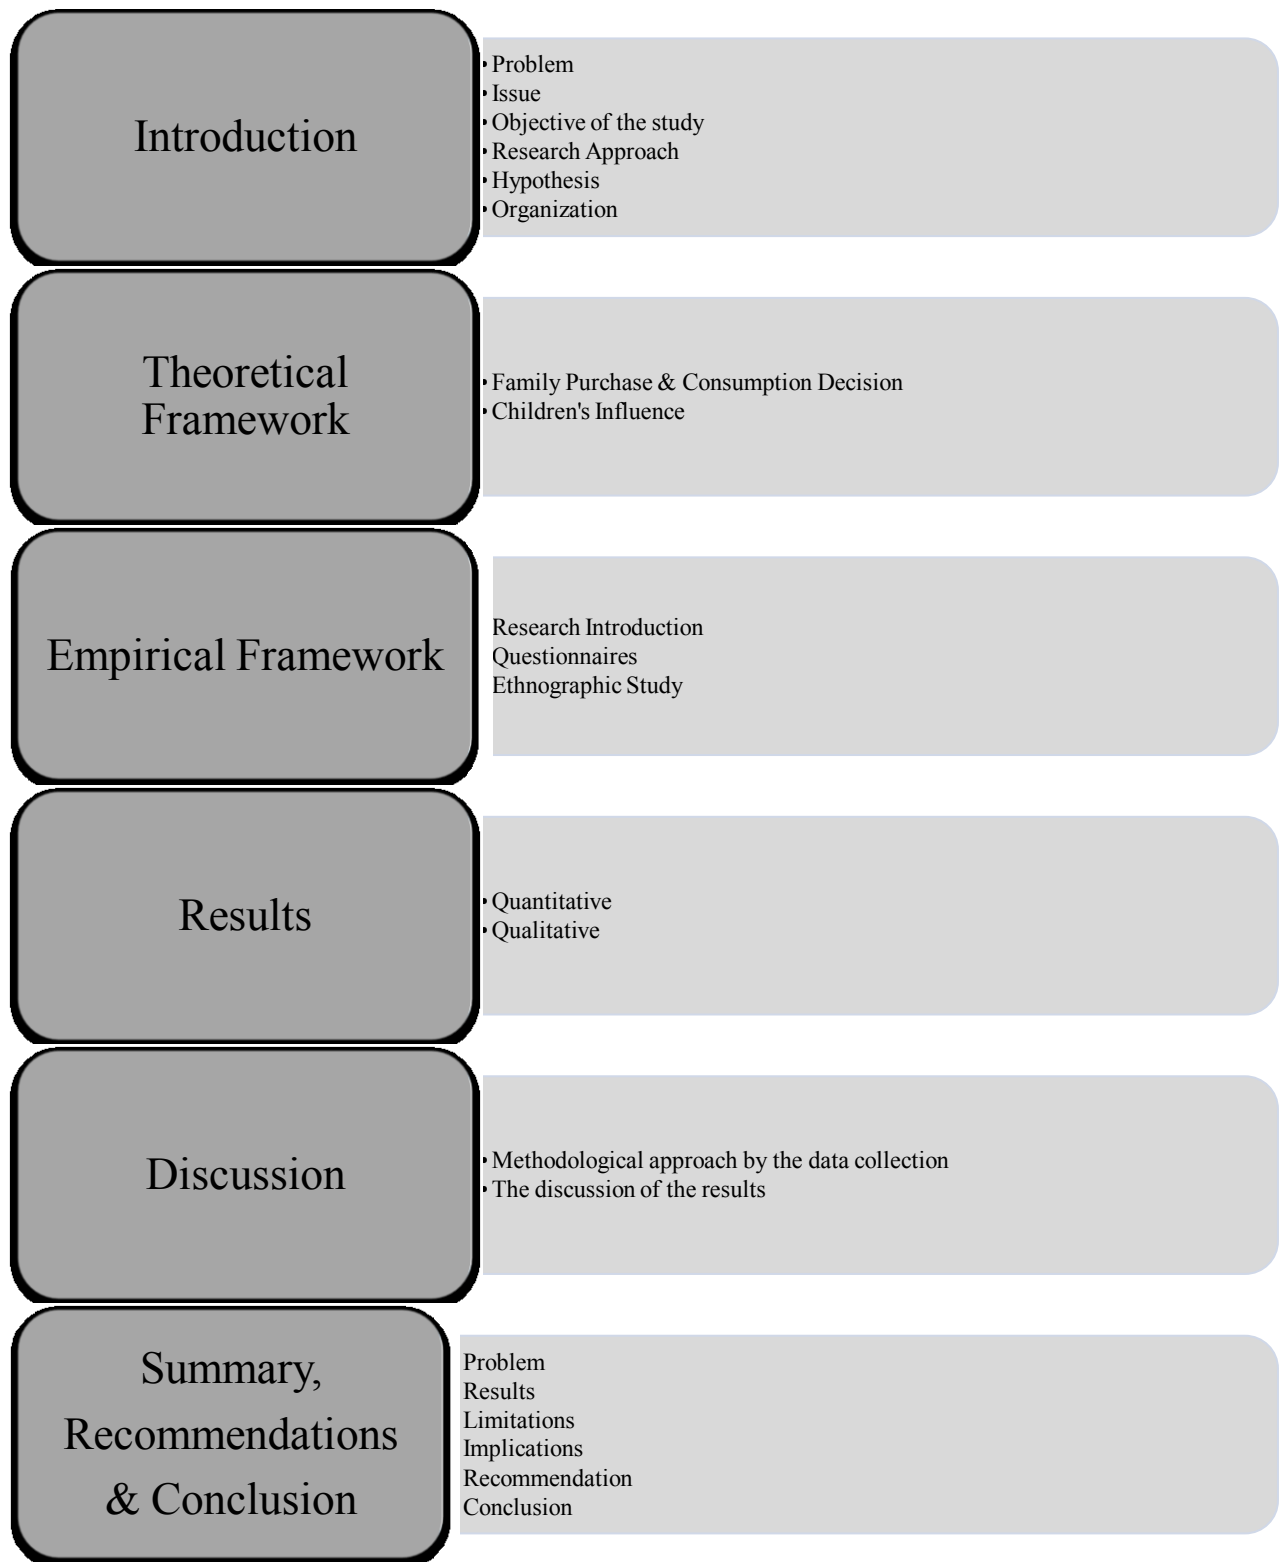 Introduction
• Problem
• Issue
• Objective of the study
• Research Approach
• Hypothesis
• Organization
Theoretical
Framework
• Family Purchase & Consumption Decision
• Children's Influence
Empirical Framework
Research Introduction
Questionnaires
Ethnographic Study
Results
• Quantitative
• Qualitative
Discussion
• Methodological approach by the data collection
• The discussion of the results
Summary,
Recommendations
& Conclusion
Problem
Results
Limitations
Implications
Recommendation
Conclusion